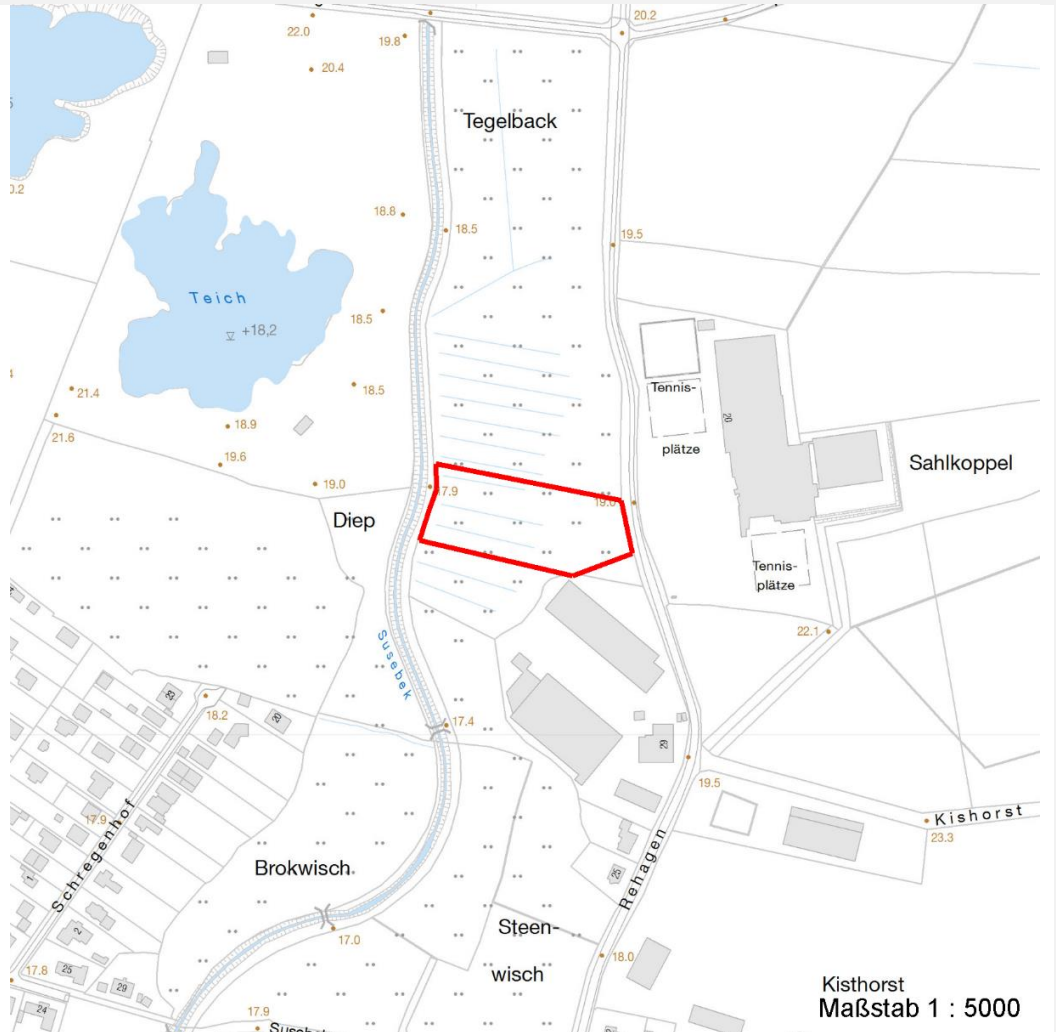 22.0
19.8
20.2
20.4
Tegelback
18.8
18.5
19.5
Teich
+18,2
18.5
18.5
Tennis-
plätze
20
21.4
21.6
18.9
19.6
19.0
17.9
19.0
Sahlkoppel
Diep
Tennis-
plätze
22.1
Susebek
23
18.2
20
17.4
29
19.5
Schregenhof
17.9
Kishorst
23.3
Brokwisch
1
2
25
Rehagen
17.0
Steen-
wisch
18.0
17.8
25
29
24
17.9
Kisthorst
Maßstab 1 : 5000